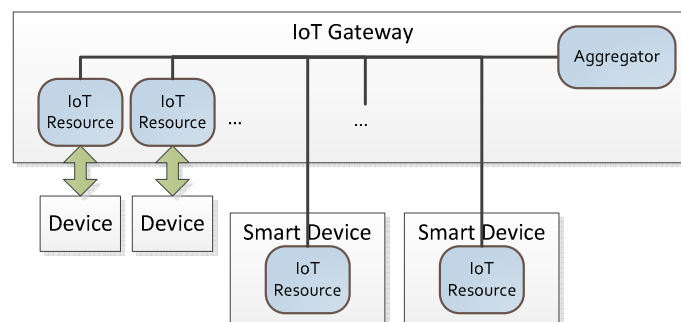 IoT Gateway
Aggregator
IoT
Resource
IoT
Resource
...
...
Device
Device
Smart Device
IoT
Resource
Smart Device
IoT
Resource